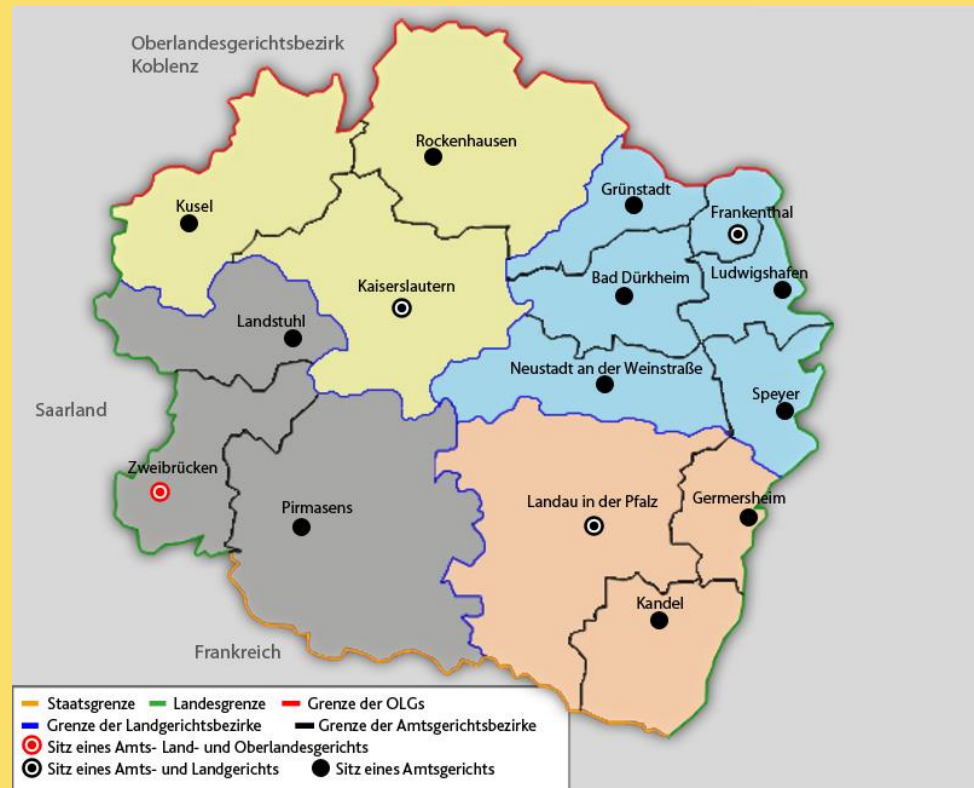 Oberlandesgerichtsbezirk
Koblenz
Rockenhausen
Kusel
Grünstadt
Frankenthal
Kaiserslautern
Bad Dürkheim
Ludwigshafen
Landstuhl
Neustadt an der Weinstraße
Speyer
Saarland
Zweibrücken
Pirmasens
Landau in der Pfalz
Germersheim
Kandel
Frankreich
Staatsgrenze
Landesgrenze
Grenze der OLGs
Grenze der Landgerichtsbezirke
Grenze der Amtsgerichtsbezirke
Sitz eines Amts- Land- und Oberlandesgerichts
Sitz eines Amts- und Landgerichts
Sitz eines Amtsgerichts